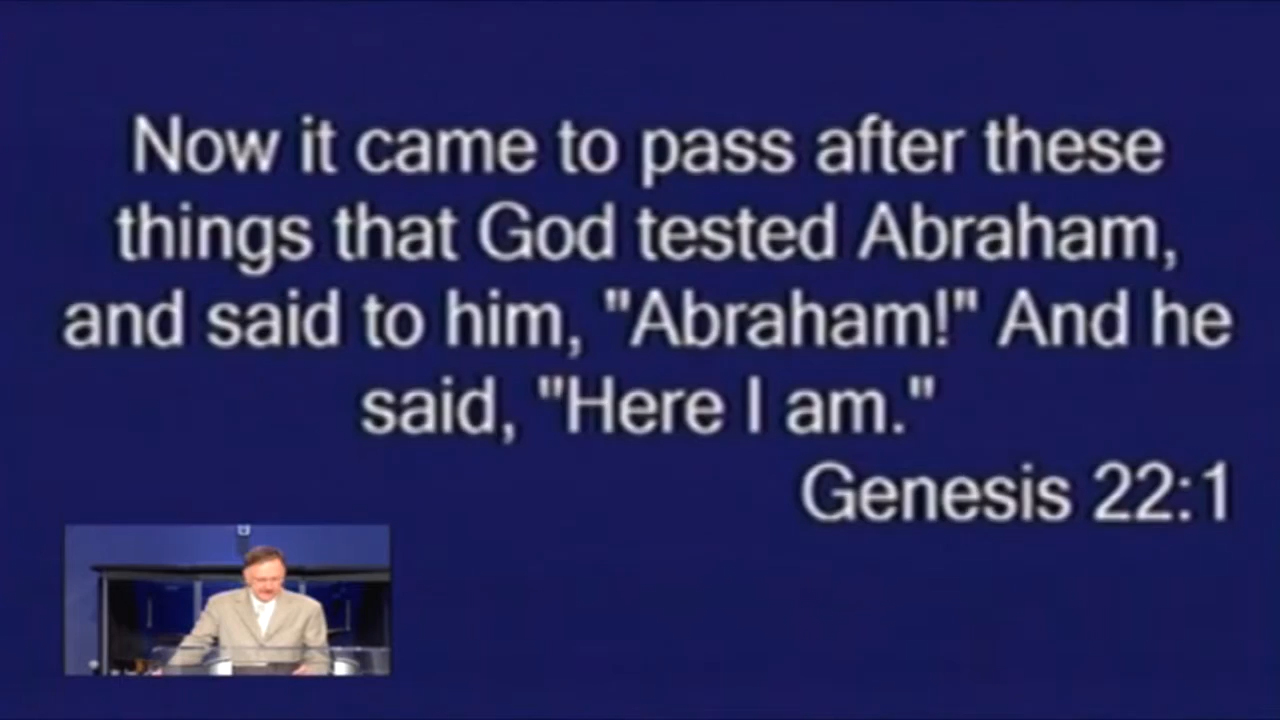 Now it came to pass after these
things that God tested Abraham,
and said to him, "Abraham!" And he
said, "Here I am."
Genesis 22:1